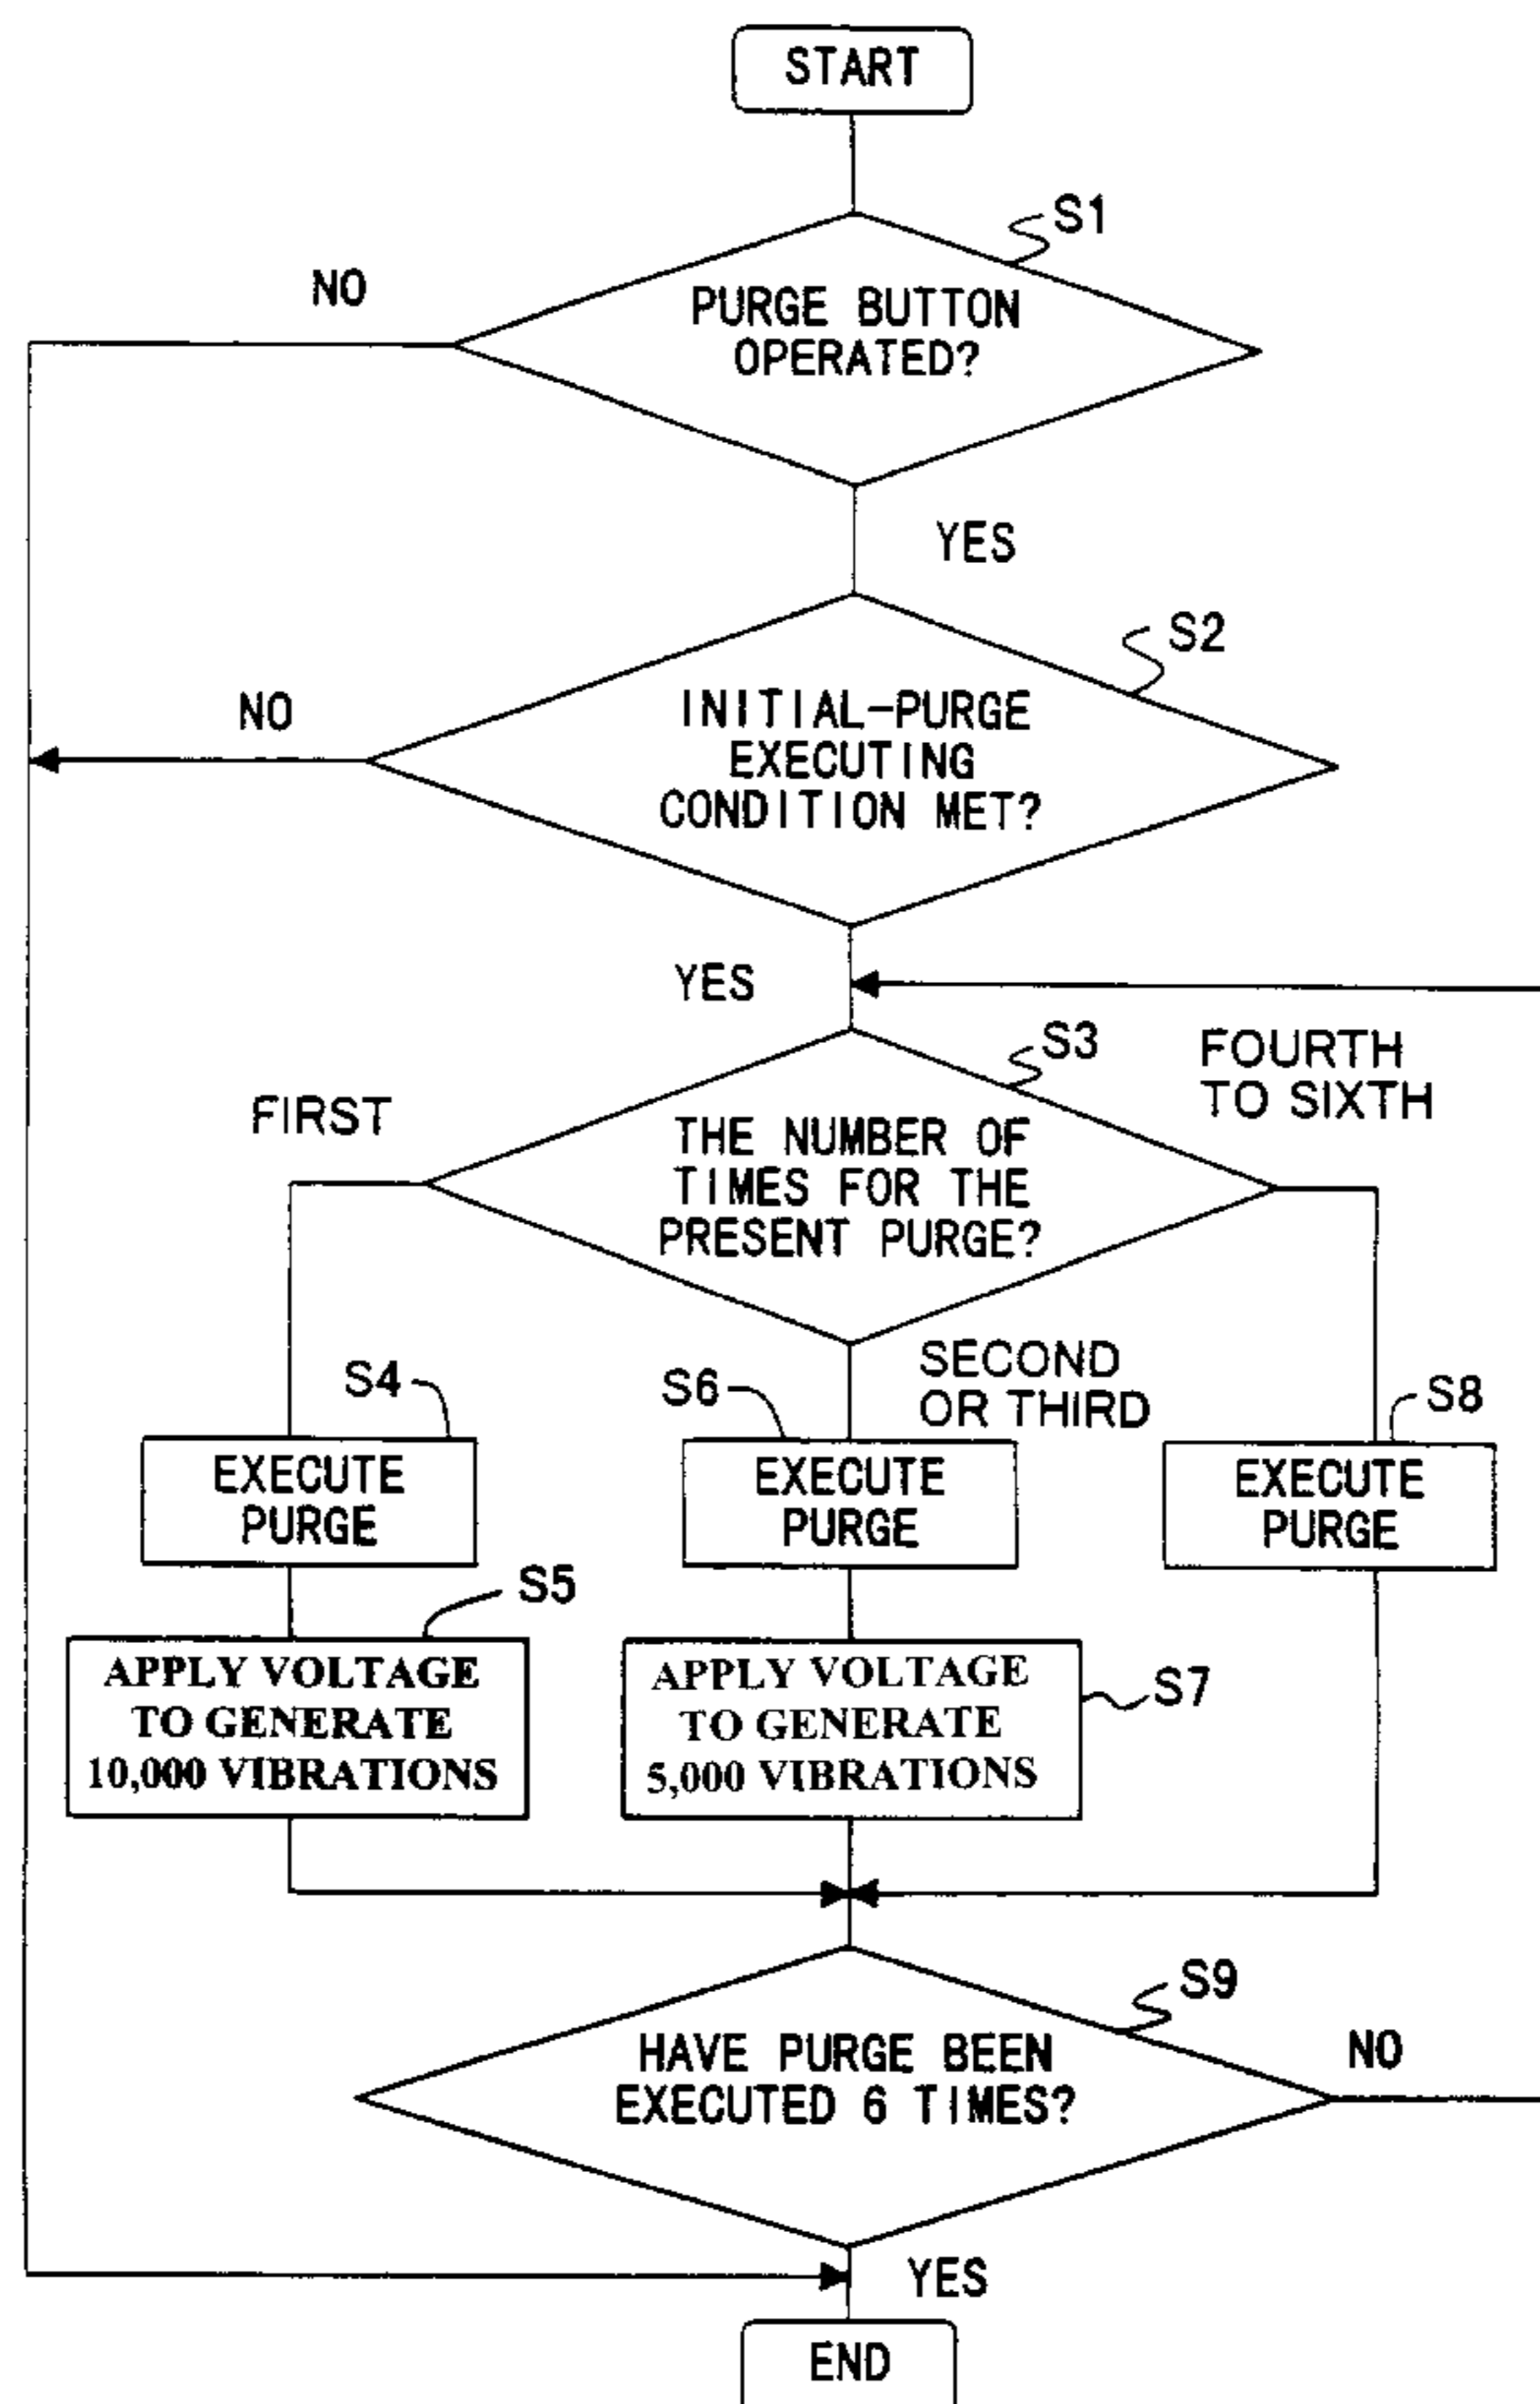 START
S1
NO
PURGE BUTTON
OPERATED?
YES
S2
NO
INITIAL-PURGE
EXECUTING
CONDITION MET?
YES
S3
FOURTH
TO SIXTH
FIRST
THE NUMBER OF
TIMES FOR THE
PRESENT PURGE?
SECOND
OR THIRD
S4
S6
S8
EXECUTE
PURGE
EXECUTE
PURGE
EXECUTE
PURGE
S5
APPLY VOLTAGE
TO GENERATE
10,000 VIBRATIONS
APPLY VOLTAGE
TO GENERATE
5,000 VIBRATIONS
S7
S9
HAVE PURGE BEEN
EXECUTED 6 TIMES?
NO
YES
END